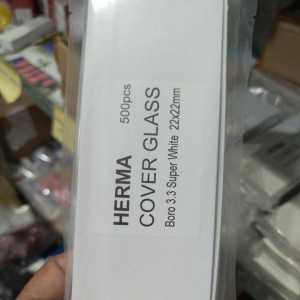 500pcs
HERMA
COVER GLASS
Boro 3.3 Super White 22x22mm